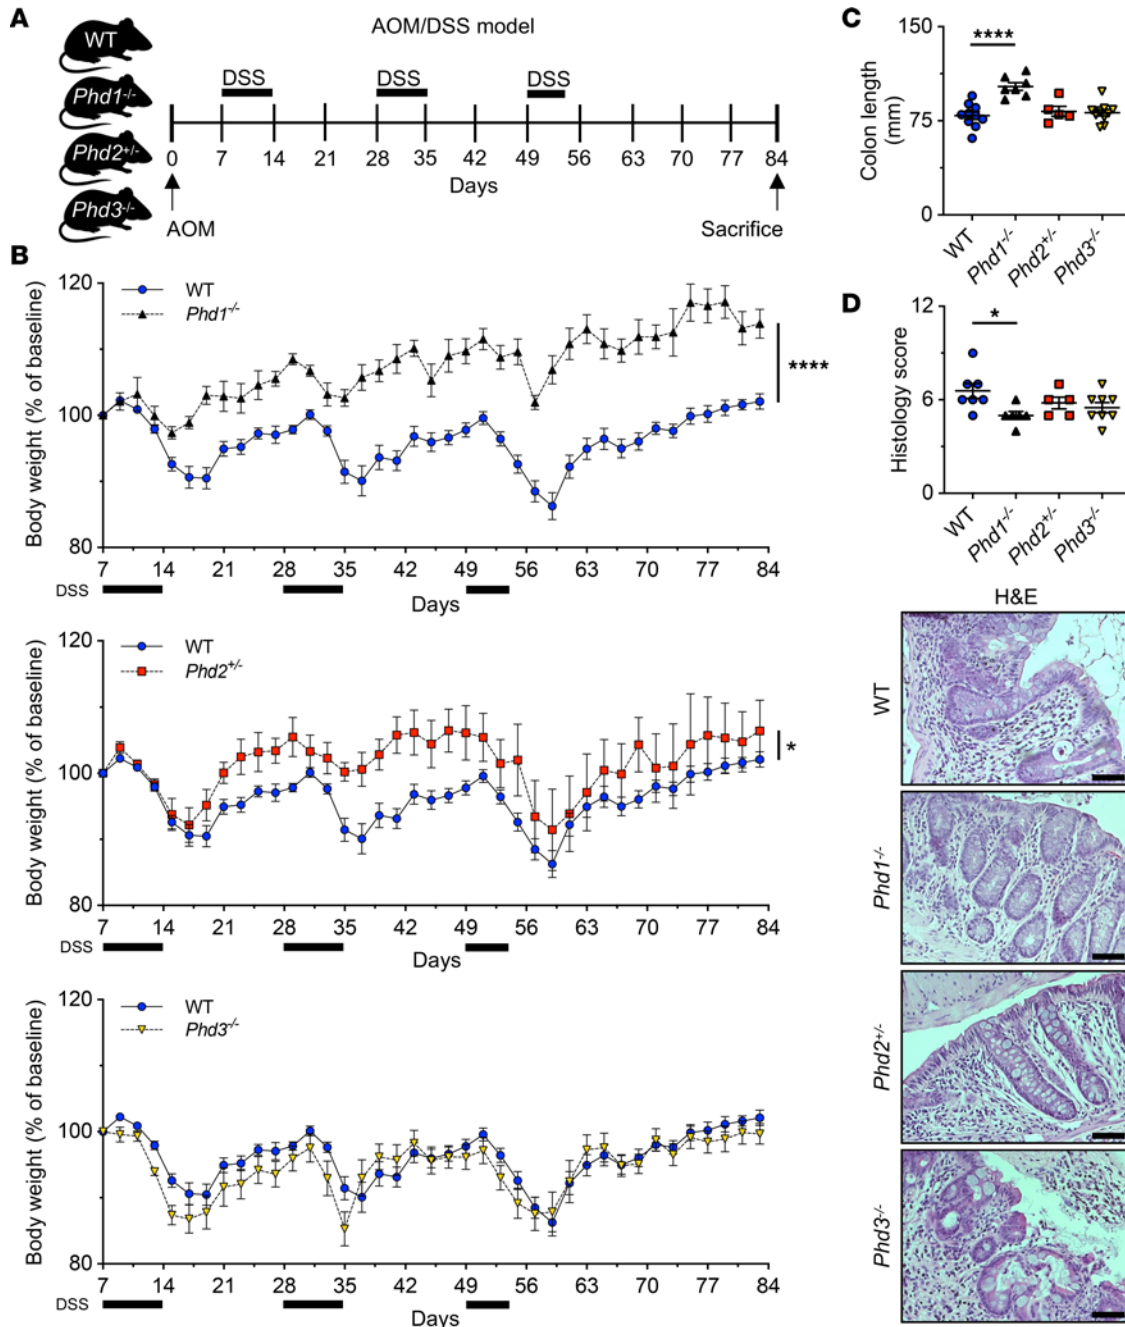 A
WT
Phd1-/-
Phd2+/-
Phd3-/-
AOM/DSS model
DSS DSS DSS
0 7 14 21 28 35 42 49 56 63 70 77 84
Days
AOM Sacrifice
B
Body weight (% of baseline)
120
100
80
WT
Phd1-/-
****
7 14 21 28 35 42 49 56 63 70 77 84
DSS
Days
Body weight (% of baseline)
120
100
80
WT
Phd2+/-
*
7 14 21 28 35 42 49 56 63 70 77 84
DSS
Days
Body weight (% of baseline)
120
100
80
WT
Phd3-/-
7 14 21 28 35 42 49 56 63 70 77 84
DSS
Days
C
Colon length
(mm)
150
75
0
****
WT Phd1-/- Phd2+/- Phd3-/-
D
Histology score
12
6
0
*
WT Phd1-/- Phd2+/- Phd3-/-
H&E
WT
Phd1-/-
Phd2+/-
Phd3-/-